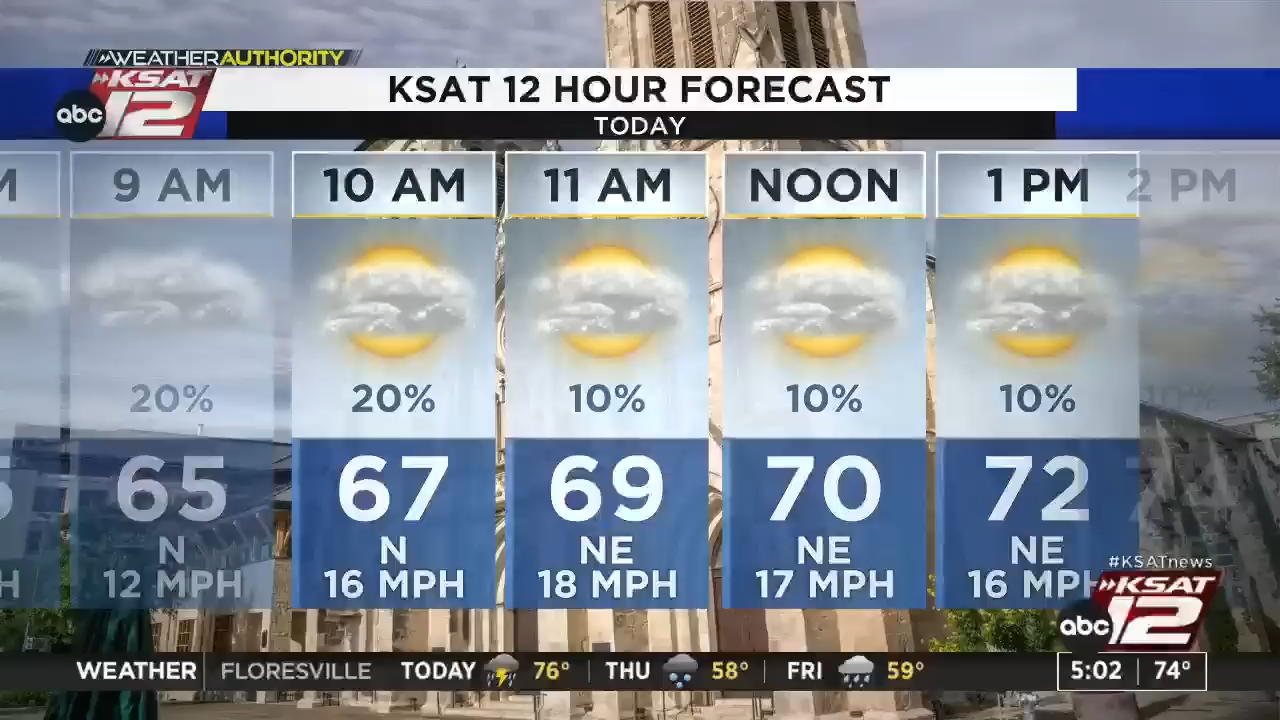 WEATHERAUTHORITY
KSAT
abc 12
KSAT 12 HOUR FORECAST
TODAY
9 AM
10 AM
11 AM
NOON
1 PM
2 PM
20%
20%
10%
10%
10%
10%
65
67
69
70
72
N
N
NE
NE
NE
12 MPH
16 MPH
18 MPH
17 MPH
16 MPH
#KSATnews
KSAT
abc 12
WEATHER FLORESVILLE TODAY 76° THU 58° FRI 59°
5:02 74°